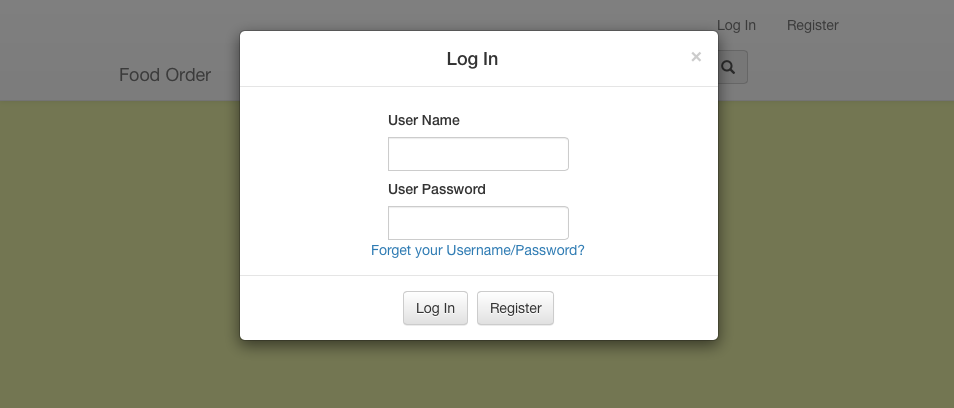 Log In Register
Food Order
Log In ×
User Name
User Password
Forget your Username/Password?
Log In Register